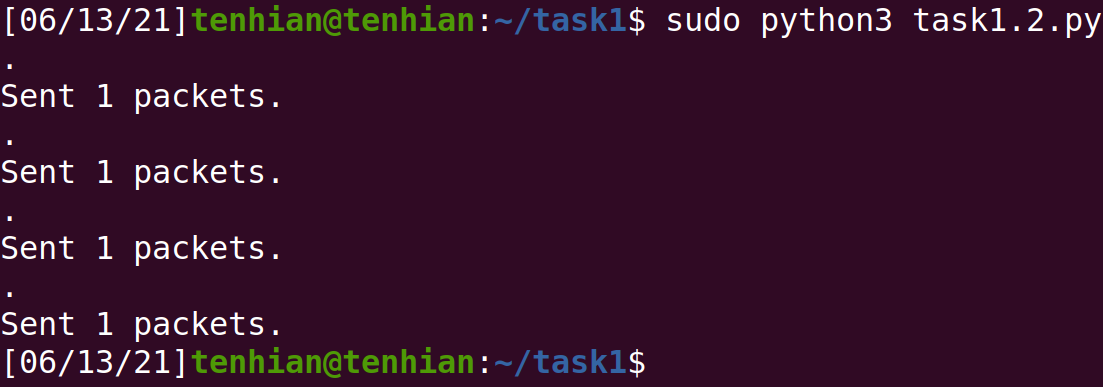 [06/13/21]tenhian@tenhian:~/task1$ sudo python3 task1.2.py
.
Sent 1 packets.
.
Sent 1 packets.
.
Sent 1 packets.
.
Sent 1 packets.
[06/13/21]tenhian@tenhian:~/task1$